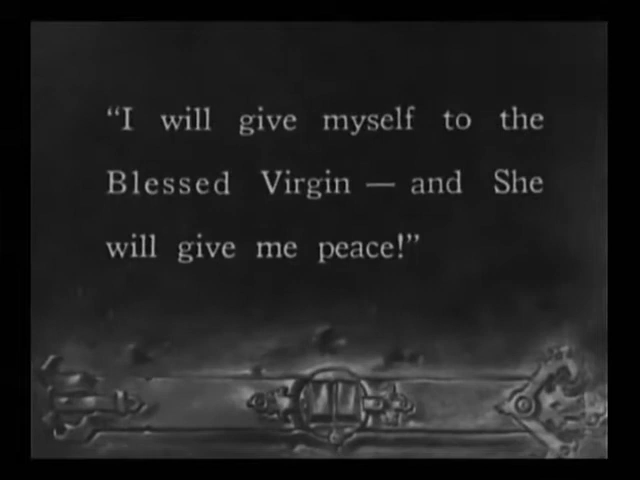 “I will give myself to the
Blessed Virgin — and She
will give me peace!”